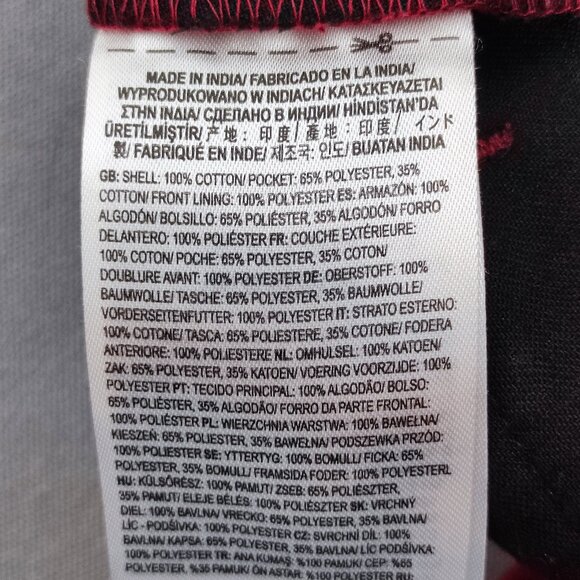 MADE IN INDIA/ FABRICADO EN LA INDIA/
WYPRODUKOWANO W INDIACH/ ΚΑΤΑΣΚΕΥΑΖΕΤΑΙ
ΣΤΗΝ ΙΝΔΙΑ/ СДЕЛАНО В ИНДИИ/ HİNDİSTAN'DA
ÜRETİLMİŞTİR/ 产地: 印度/ 產地: 印度/ インド
製/ FABRIQUÉ EN INDE/ 제조국: 인도/ BUATAN INDIA
GB: SHELL: 100% COTTON/ POCKET: 65% POLYESTER, 35%
COTTON/ FRONT LINING: 100% POLYESTER ES: ARMAZÓN: 100%
ALGODÓN/ BOLSILLO: 65% POLIÉSTER, 35% ALGODÓN/ FORRO
DELANTERO: 100% POLIÉSTER FR: COUCHE EXTÉRIEURE:
100% COTON/ POCHE: 65% POLYESTER, 35% COTON/
DOUBLURE AVANT: 100% POLYESTER DE: OBERSTOFF: 100%
BAUMWOLLE/ TASCHE: 65% POLYESTER, 35% BAUMWOLLE/
VORDERSEITENFUTTER: 100% POLYESTER IT: STRATO ESTERNO:
100% COTONE/ TASCA: 65% POLIESTERE, 35% COTONE/ FODERA
ANTERIORE: 100% POLIESTERE NL: OMHULSEL: 100% KATOEN/
ZAK: 65% POLYESTER, 35% KATOEN/ VOERING VOORZIJDE: 100%
POLYESTER PT: TECIDO PRINCIPAL: 100% ALGODÃO/ BOLSO:
65% POLIÉSTER, 35% ALGODÃO/ FORRO DA PARTE FRONTAL:
100% POLIÉSTER PL: WIERZCHNIA WARSTWA: 100% BAWEŁNA/
KIESZEŃ: 65% POLIESTER, 35% BAWEŁNA/ PODSZEWKA PRZÓD:
100% POLIESTER SE: YTTERTYG: 100% BOMULL/ FICKA: 65%
POLYESTER, 35% BOMULL/ FRAMSIDA FODER: 100% POLYESTERL
HU: KÜLSŐRÉSZ: 100% PAMUT/ ZSEB: 65% POLIÉSZTER,
35% PAMUT/ ELEJE BÉLÉS: 100% POLIÉSZTER SK: VRCHNÝ
DIEL: 100% BAVLNA/ VRECKO: 65% POLYESTER, 35% BAVLNA/
LÍC - PODŠÍVKA: 100% POLYESTER CZ: SVRCHNÍ DÍL: 100%
BAVLNA/ KAPSA: 65% POLYESTER, 35% BAVLNA/ LÍC - PODŠÍVKA:
100% POLYESTER TR: ANA KUMAŞ: %100 PAMUK/ CEP: %65
POLYESTER, %35 PAMUK/ ÖN ASTAR: %100 POLYESTER RU: